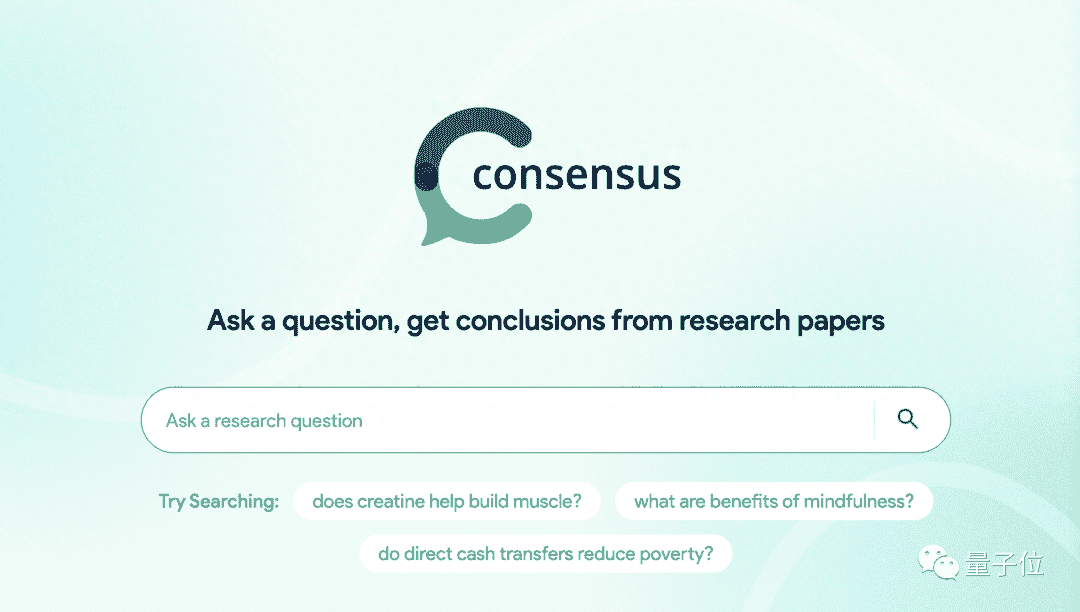 consensus
Ask a question, get conclusions from research papers
Ask a research question
Try Searching: does creatine help build muscle? what are benefits of mindfulness?
do direct cash transfers reduce poverty?
量子位